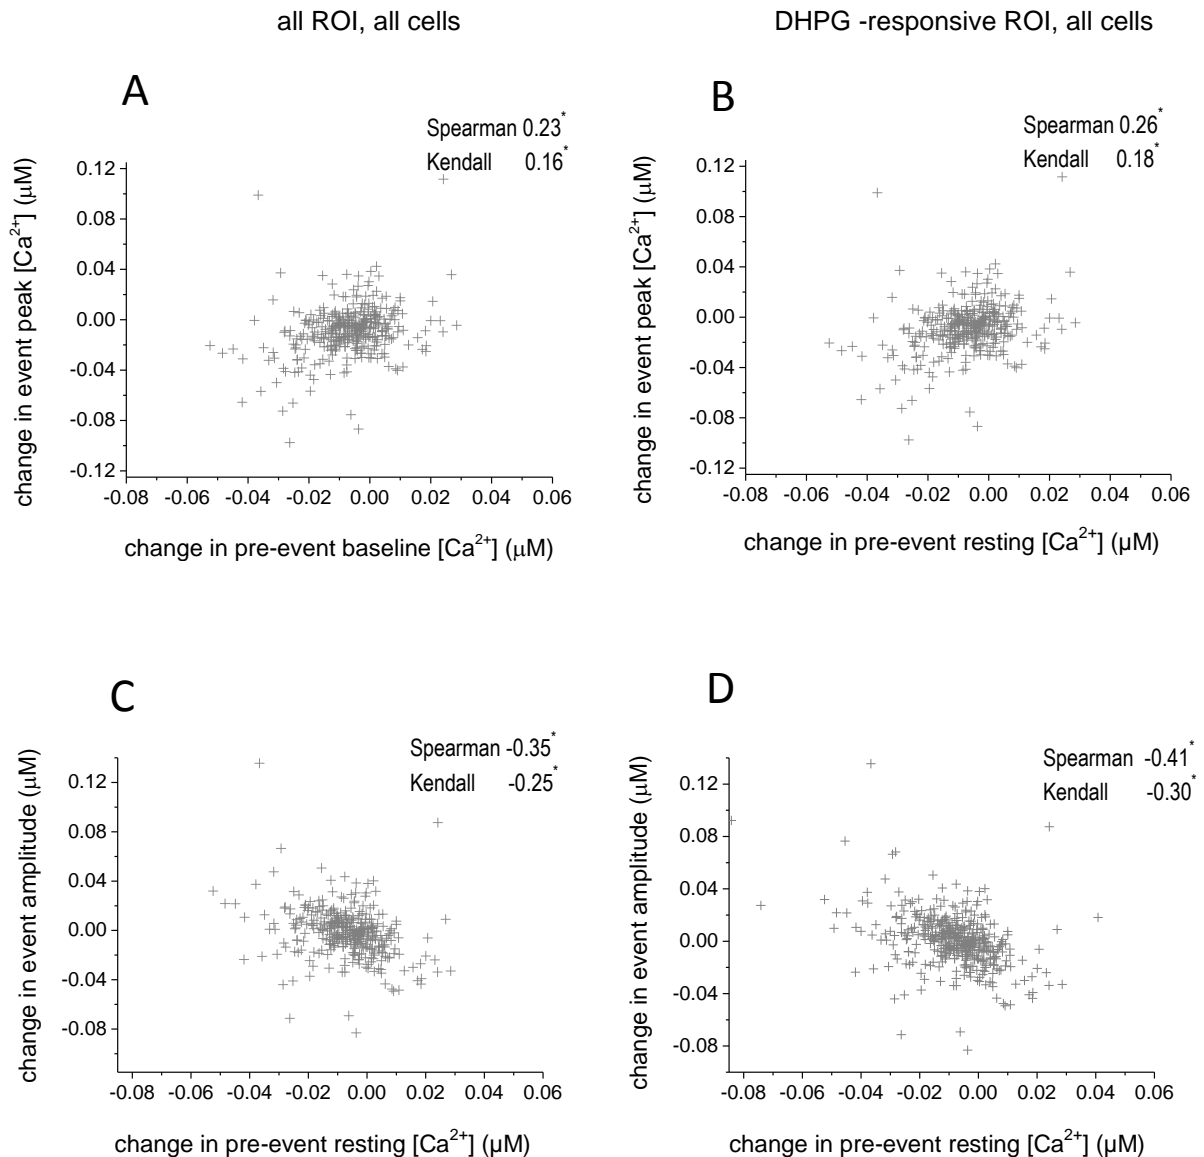 all ROI, all cells
DHPG -responsive ROI, all cells
A
Spearman 0.23*
Kendall 0.16*
change in event peak [Ca2+] (μM)
0.12
0.08
0.04
0.00
-0.04
-0.08
-0.12
-0.08 -0.06 -0.04 -0.02 0.00 0.02 0.04 0.06
change in pre-event baseline [Ca2+] (μM)
B
Spearman 0.26*
Kendall 0.18*
change in event peak [Ca2+] (μM)
0.12
0.08
0.04
0.00
-0.04
-0.08
-0.12
-0.08 -0.06 -0.04 -0.02 0.00 0.02 0.04 0.06
change in pre-event resting [Ca2+] (μM)
C
Spearman -0.35*
Kendall -0.25*
change in event amplitude (μM)
0.12
0.08
0.04
0.00
-0.04
-0.08
-0.08 -0.06 -0.04 -0.02 0.00 0.02 0.04 0.06
change in pre-event resting [Ca2+] (μM)
D
Spearman -0.41*
Kendall -0.30*
change in event amplitude (μM)
0.12
0.08
0.04
0.00
-0.04
-0.08
-0.08 -0.06 -0.04 -0.02 0.00 0.02 0.04 0.06
change in pre-event resting [Ca2+] (μM)